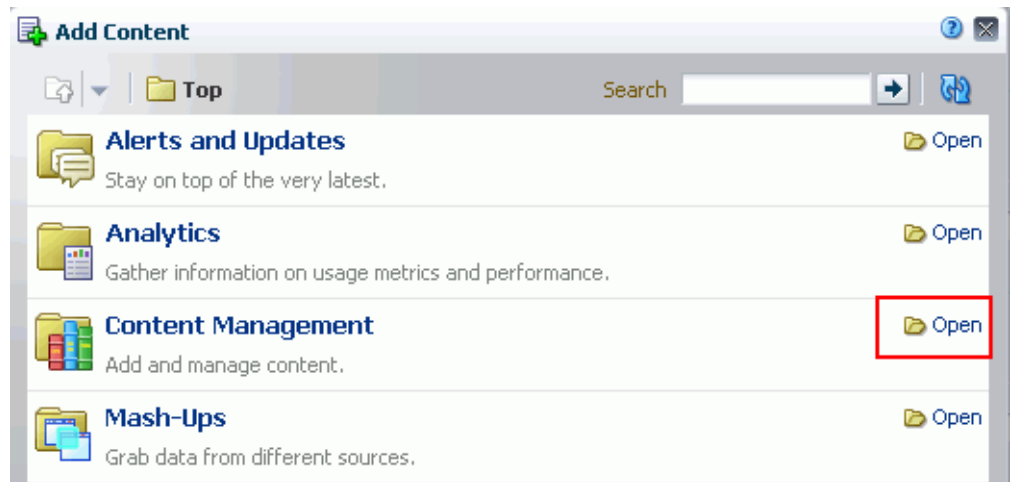 Add Content
Top Search
Alerts and Updates Open
Stay on top of the very latest.
Analytics Open
Gather information on usage metrics and performance.
Content Management Open
Add and manage content.
Mash-Ups Open
Grab data from different sources.